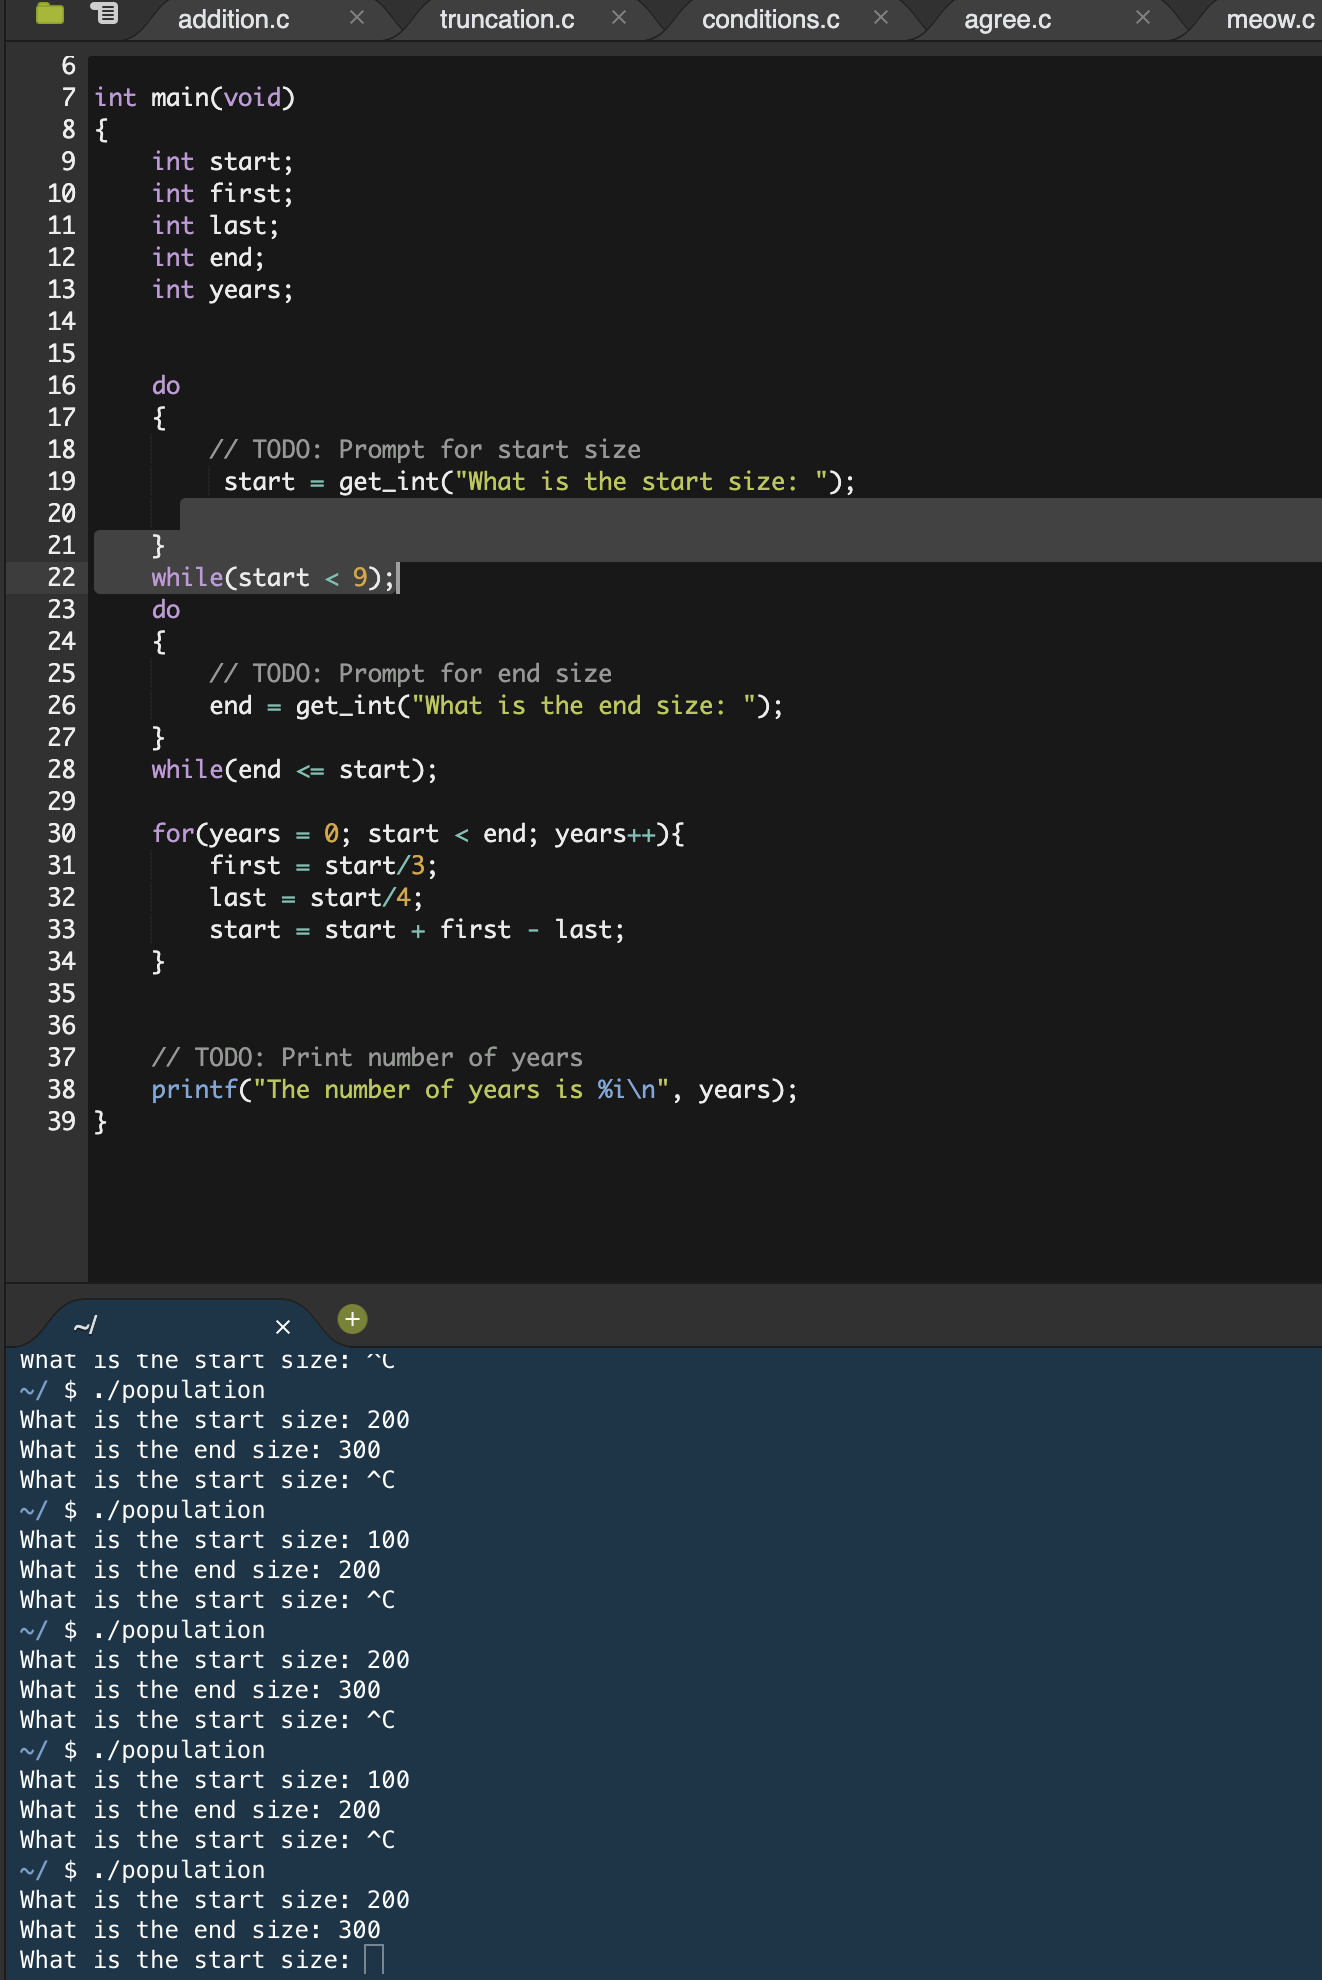 addition.c × truncation.c × conditions.c × agree.c × meow.c
6
7 int main(void)
8 {
9     int start;
10     int first;
11     int last;
12     int end;
13     int years;
14
15
16     do
17     {
18         // TODO: Prompt for start size
19          start = get_int("What is the start size: ");
20
21     }
22     while(start < 9);
23     do
24     {
25         // TODO: Prompt for end size
26         end = get_int("What is the end size: ");
27     }
28     while(end <= start);
29
30     for(years = 0; start < end; years++){
31         first = start/3;
32         last = start/4;
33         start = start + first - last;
34     }
35
36
37     // TODO: Print number of years
38     printf("The number of years is %i\n", years);
39 }
~/ × +
What is the start size: ^C
~/ $ ./population
What is the start size: 200
What is the end size: 300
What is the start size: ^C
~/ $ ./population
What is the start size: 100
What is the end size: 200
What is the start size: ^C
~/ $ ./population
What is the start size: 200
What is the end size: 300
What is the start size: ^C
~/ $ ./population
What is the start size: 100
What is the end size: 200
What is the start size: ^C
~/ $ ./population
What is the start size: 200
What is the end size: 300
What is the start size: